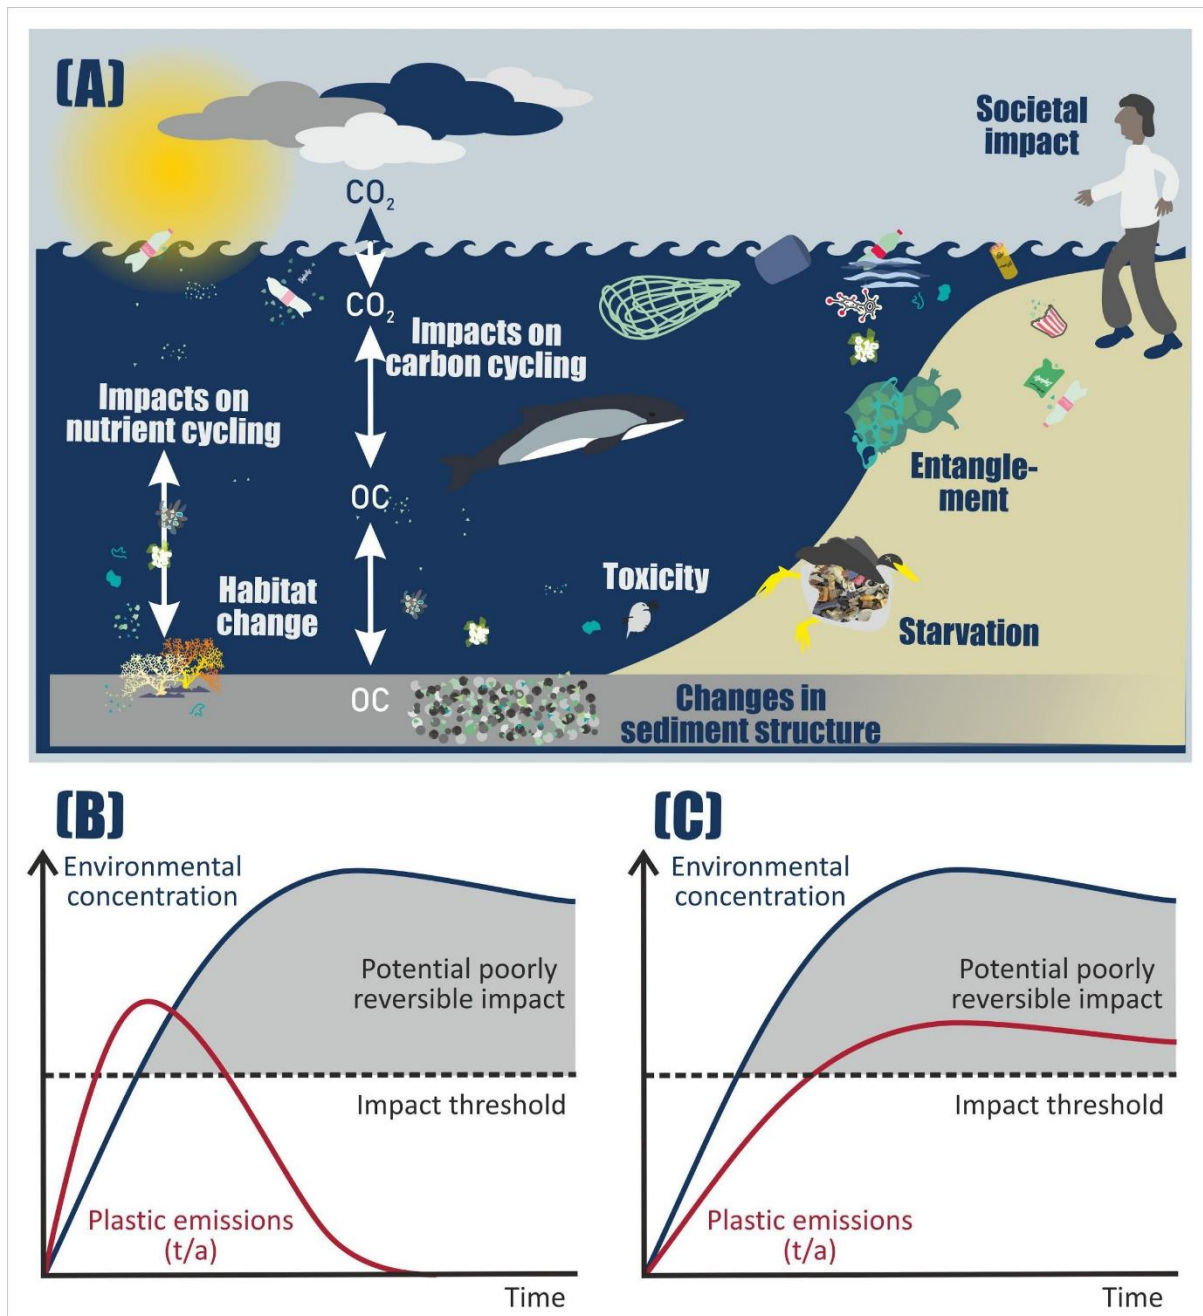 (A)
Societal
impact
CO₂
CO₂
Impacts on
carbon cycling
Impacts on
nutrient cycling
OC
Entangle-
ment
Habitat
change
Toxicity
Starvation
OC
Changes in
sediment structure
(B)
Environmental
concentration
Potential poorly
reversible impact
Impact threshold
Plastic emissions
(t/a)
Time
(C)
Environmental
concentration
Potential poorly
reversible impact
Impact threshold
Plastic emissions
(t/a)
Time